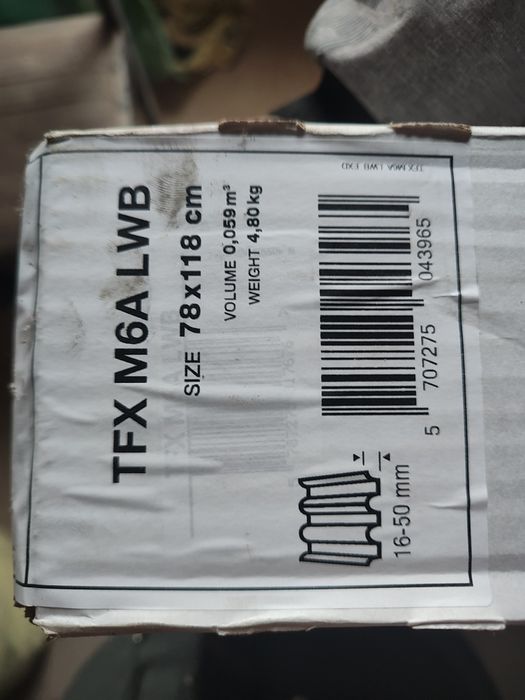 TFX M6A LWB
SIZE 78x118 cm
VOLUME 0,059 m³
WEIGHT 4,80 kg
5 707275 043965
16-50 mm